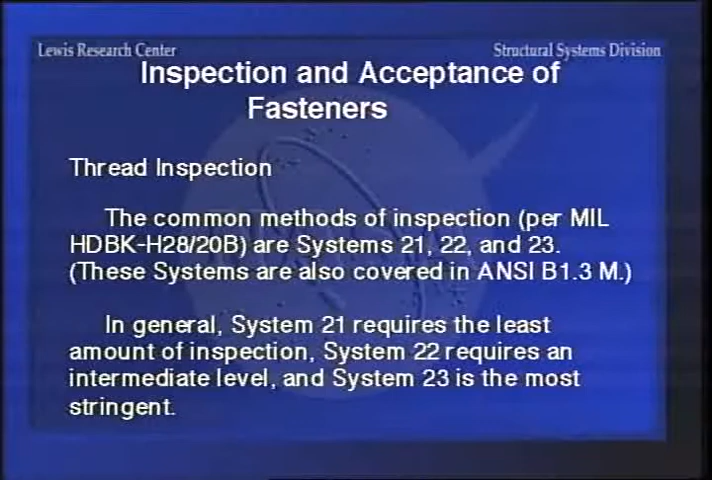 Lewis Research Center
Structural Systems Division
Inspection and Acceptance of
Fasteners
Thread Inspection
The common methods of inspection (per MIL
HDBK-H28/20B) are Systems 21, 22, and 23.
(These Systems are also covered in ANSI B1.3 M.)
In general, System 21 requires the least
amount of inspection, System 22 requires an
intermediate level, and System 23 is the most
stringent.